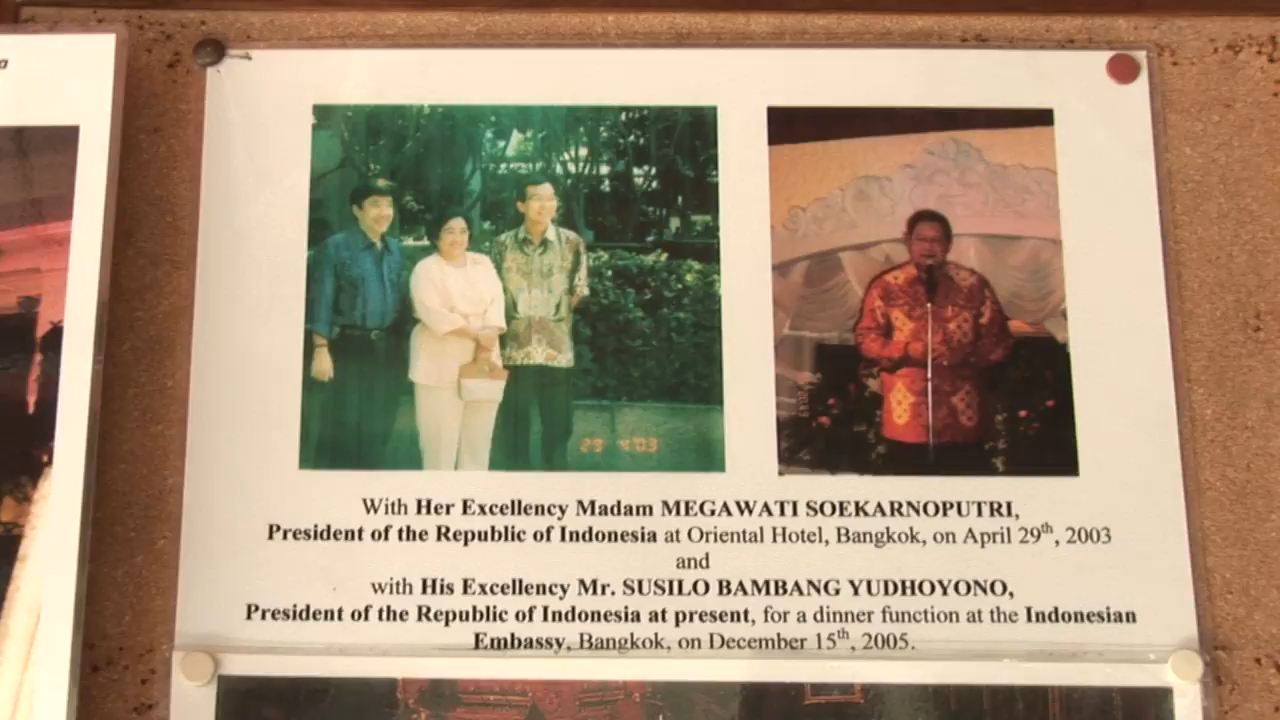 29 4'03
With Her Excellency Madam MEGAWATI SOEKARNOPUTRI,
President of the Republic of Indonesia at Oriental Hotel, Bangkok, on April 29th, 2003
and
with His Excellency Mr. SUSILO BAMBANG YUDHOYONO,
President of the Republic of Indonesia at present, for a dinner function at the Indonesian
Embassy, Bangkok, on December 15th, 2005.